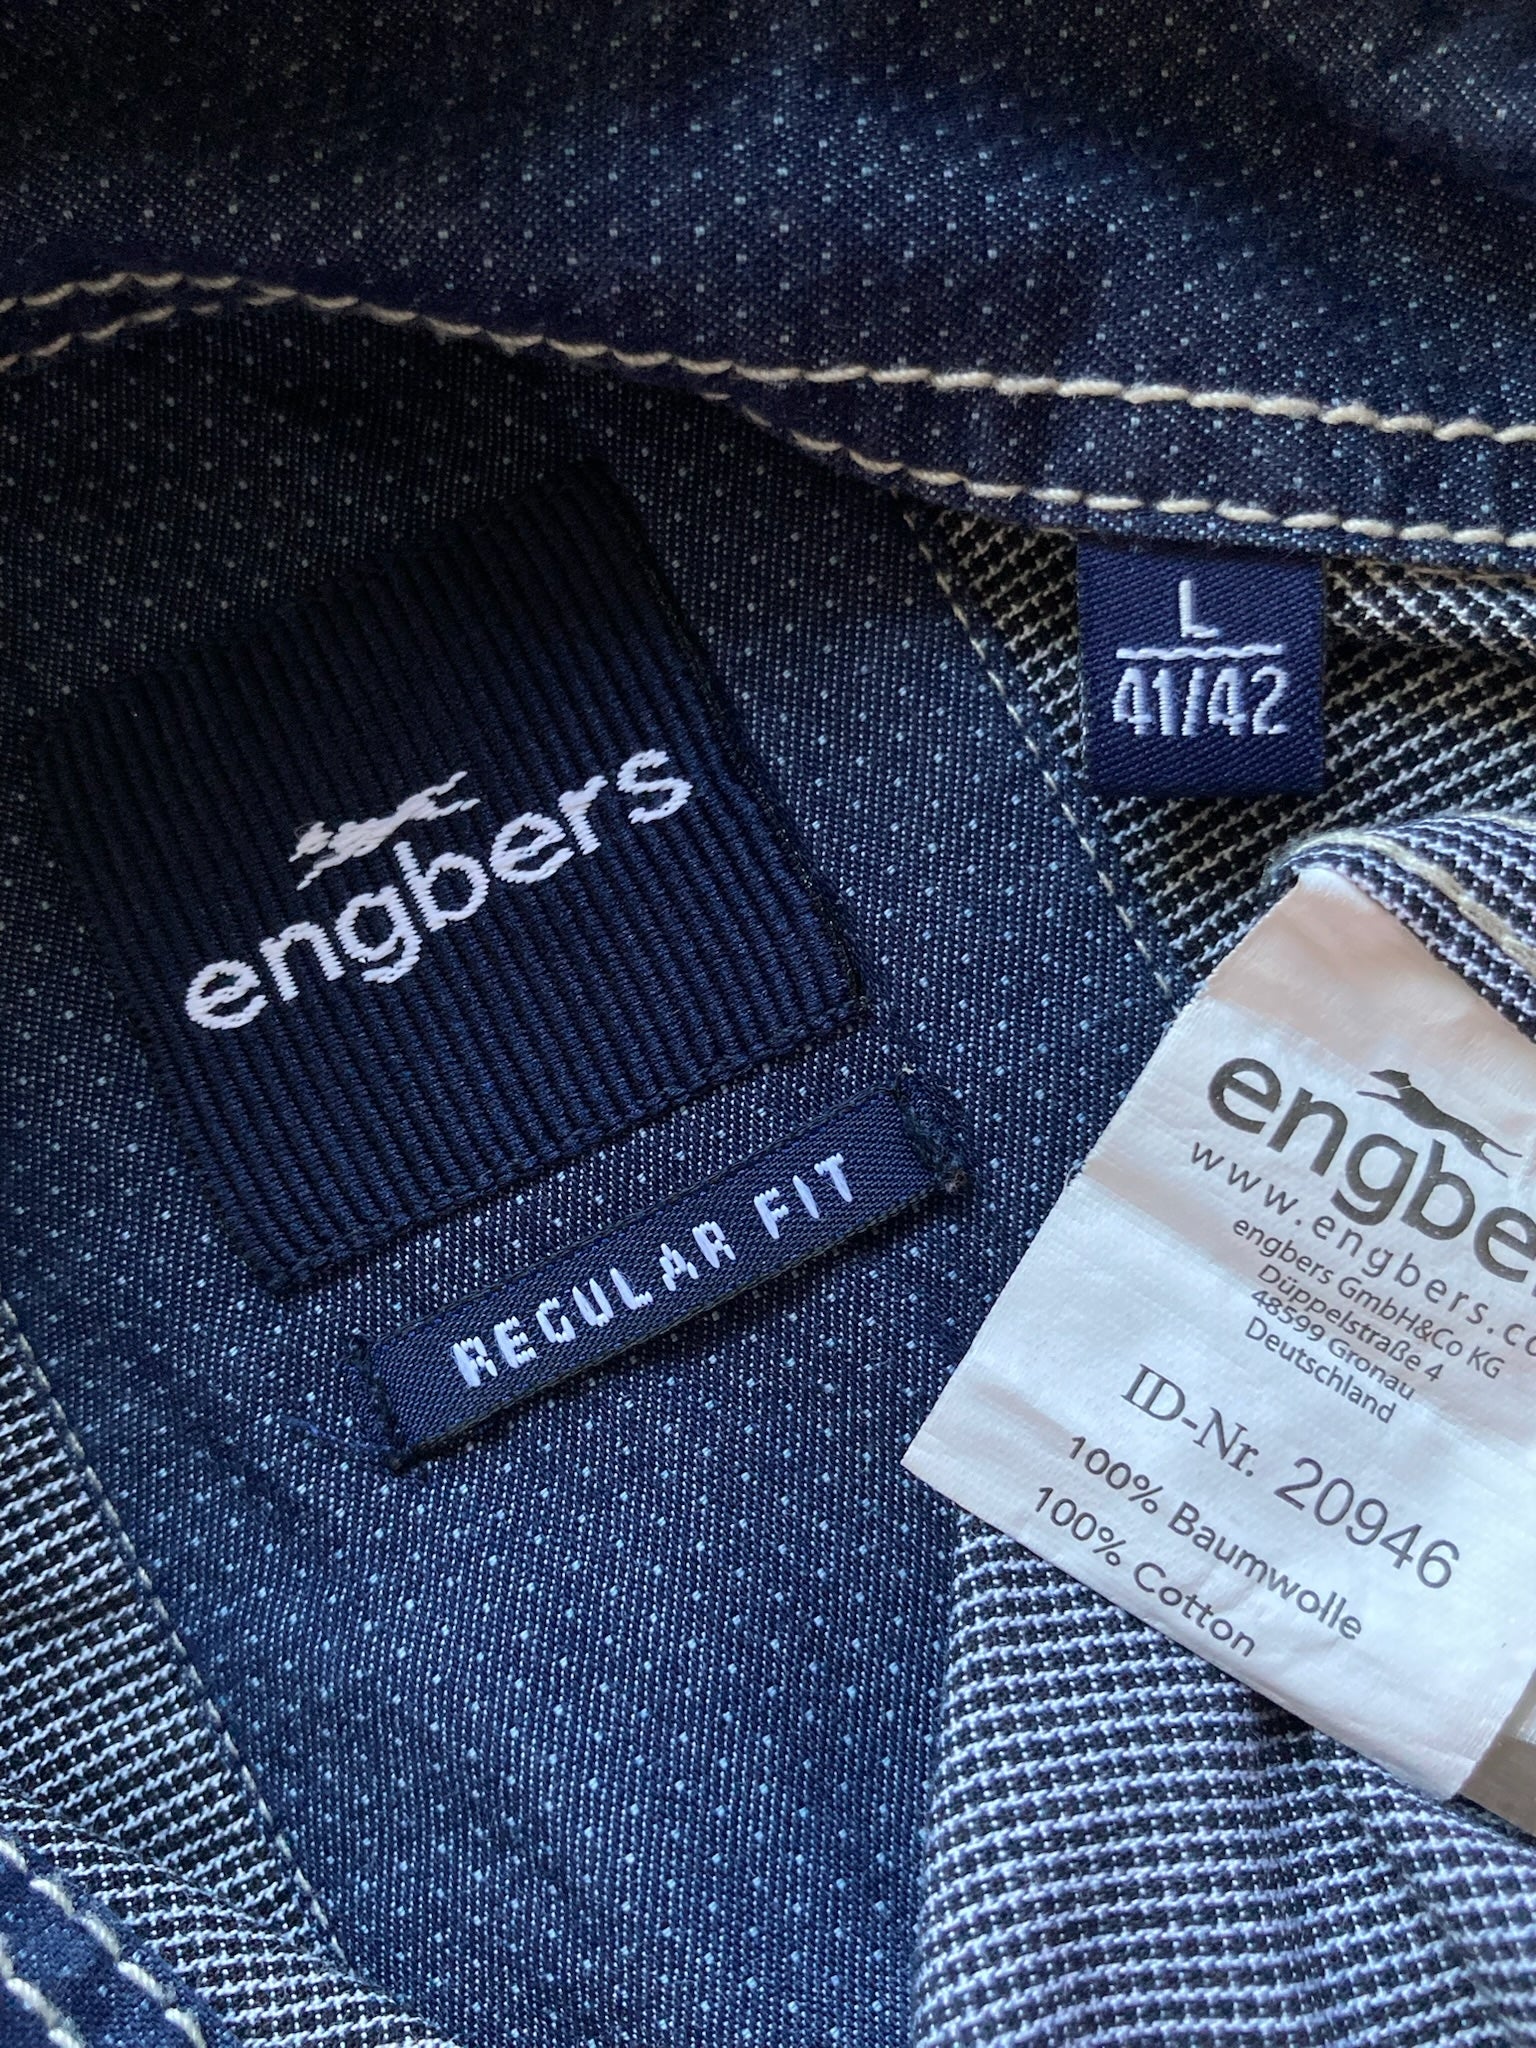 engbers
REGULAR FIT
L
41/42
engbe
www.engbers.co
engbers GmbH&Co KG
Düppelstraße 4
48599 Gronau
Deutschland
ID-Nr. 20946
100% Baumwolle
100% Cotton